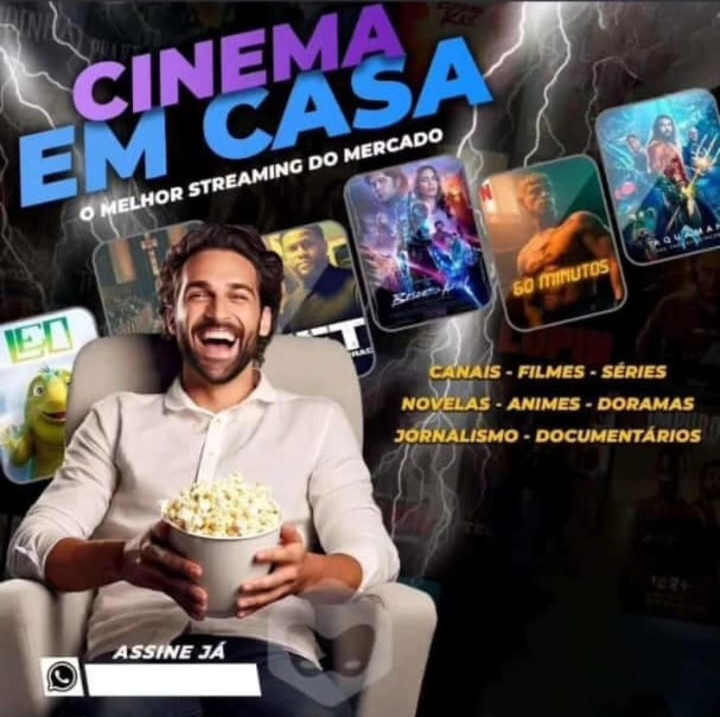 CINEMA
EM CASA
O MELHOR STREAMING DO MERCADO
LEO
60 MINUTOS
AQUAMAN
CANAIS - FILMES - SÉRIES
NOVELAS - ANIMES - DORAMAS
JORNALISMO - DOCUMENTÁRIOS
LUPIN
ASSINE JÁ